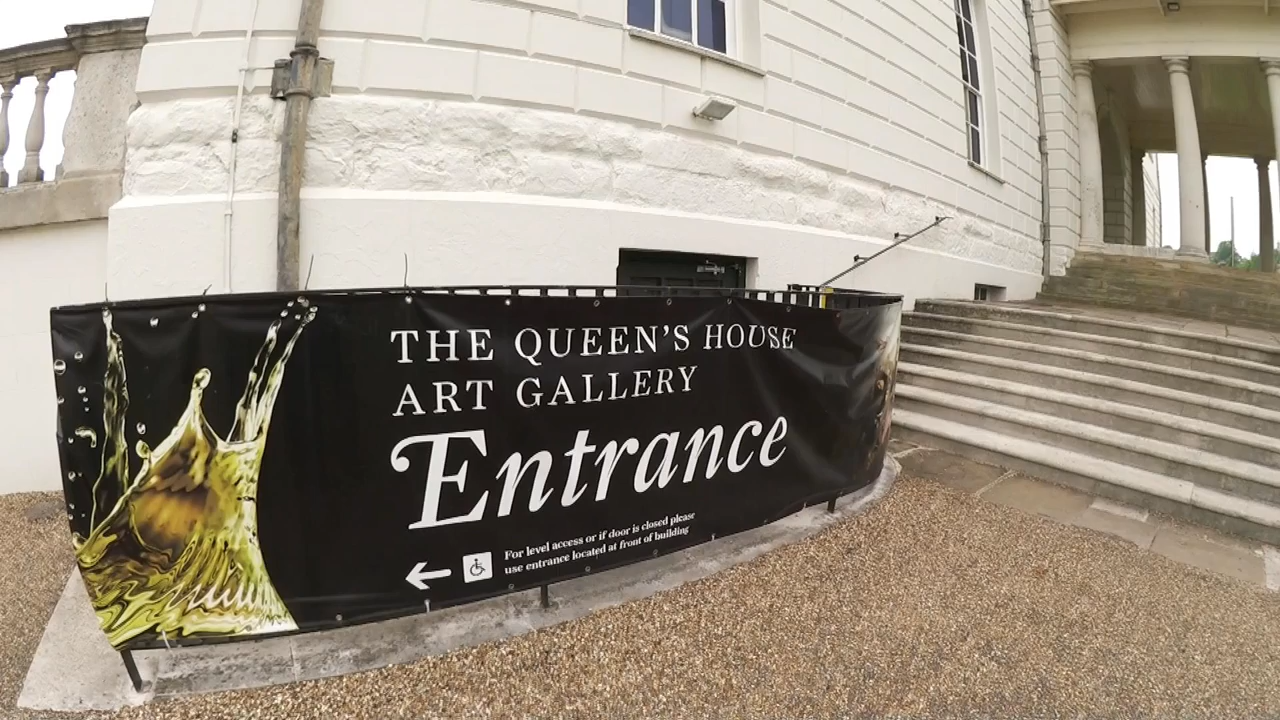 THE QUEEN'S HOUSE
ART GALLERY
Entrance
For level access or if door is closed please
use entrance located at front of building